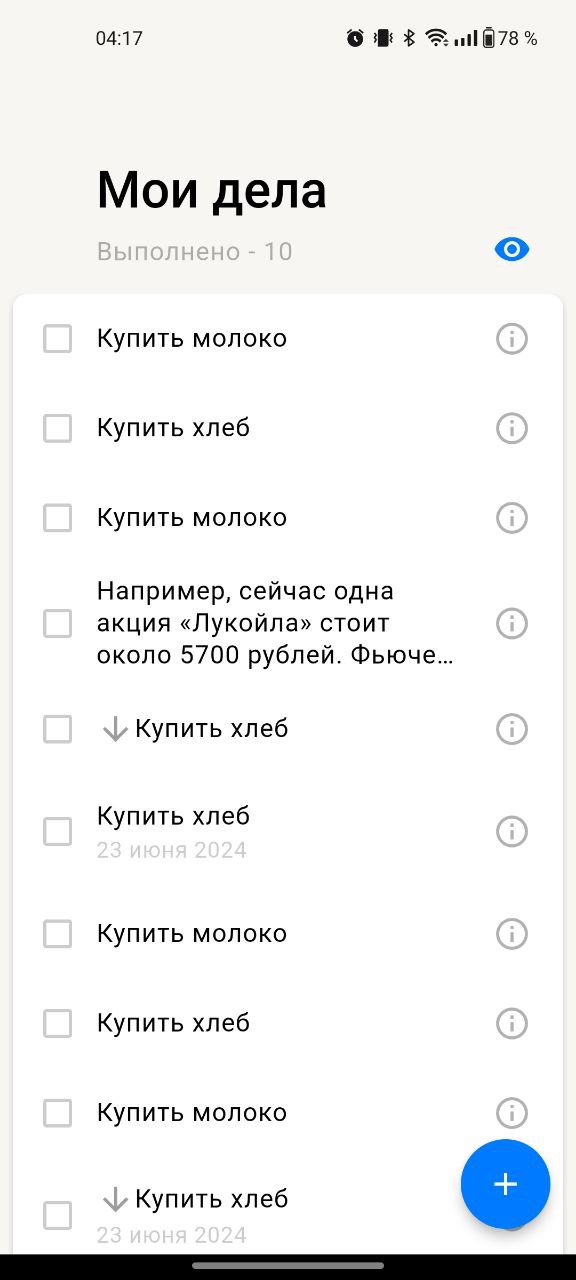 04:17
78 %
Мои дела
Выполнено - 10
Купить молоко
Купить хлеб
Купить молоко
Например, сейчас одна
акция «Лукойла» стоит
около 5700 рублей. Фьюче…
Купить хлеб
Купить хлеб
23 июня 2024
Купить молоко
Купить хлеб
Купить молоко
Купить хлеб
23 июня 2024